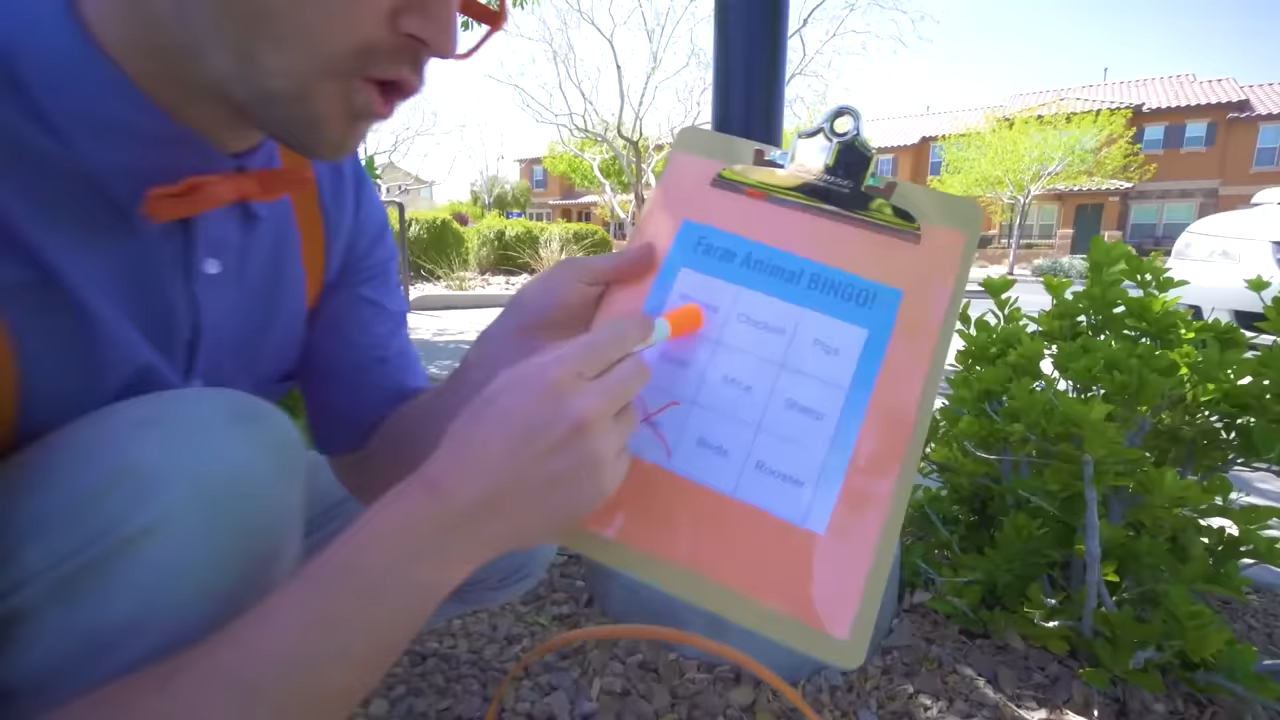 Farm Animal BINGO!
Chicken Pigs
Mice Sheep
Birds Rooster